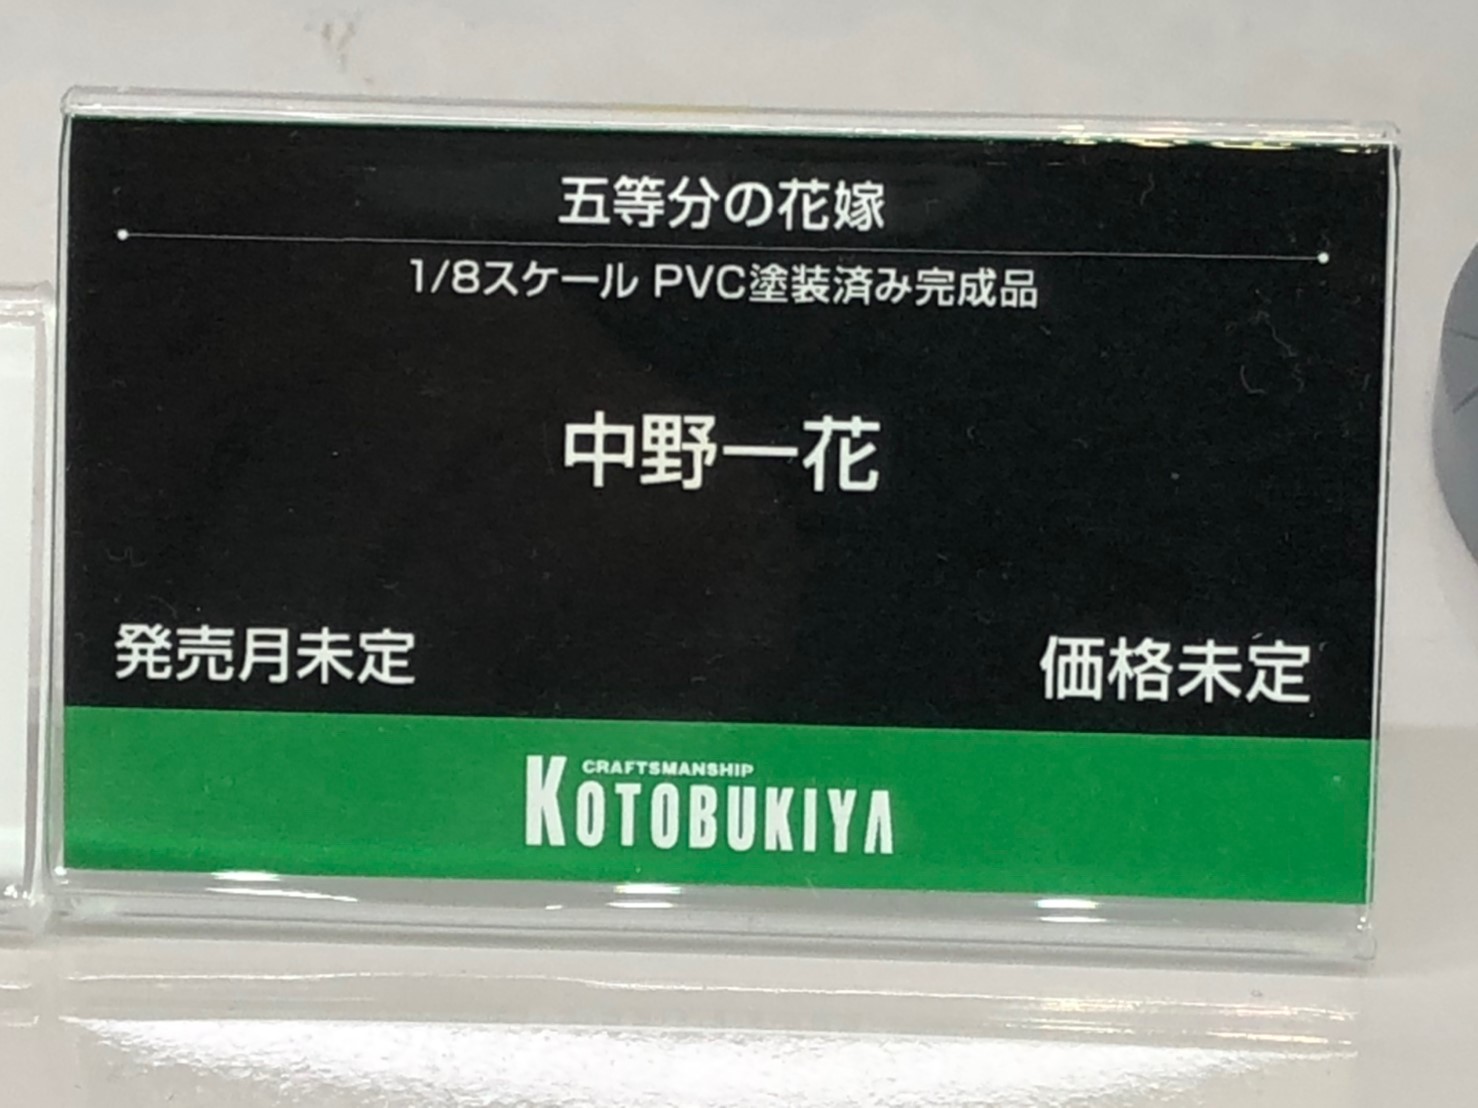 五等分の花嫁
1/8スケール PVC塗装済み完成品
中野一花
発売月未定
価格未定
CRAFTSMANSHIP
KOTOBUKIYA